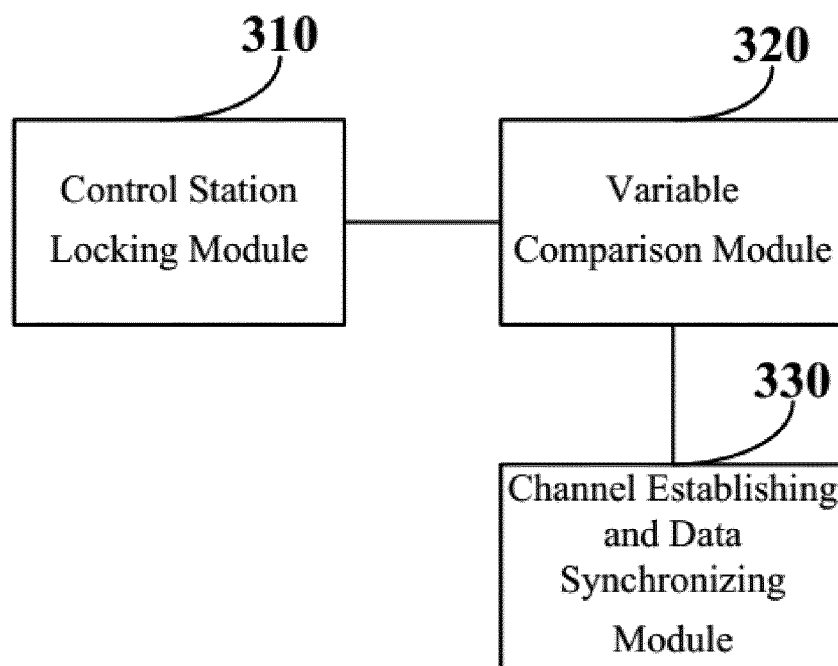 310
320
Control Station
Locking Module
Variable
Comparison Module
330
Channel Establishing
and Data
Synchronizing
Module